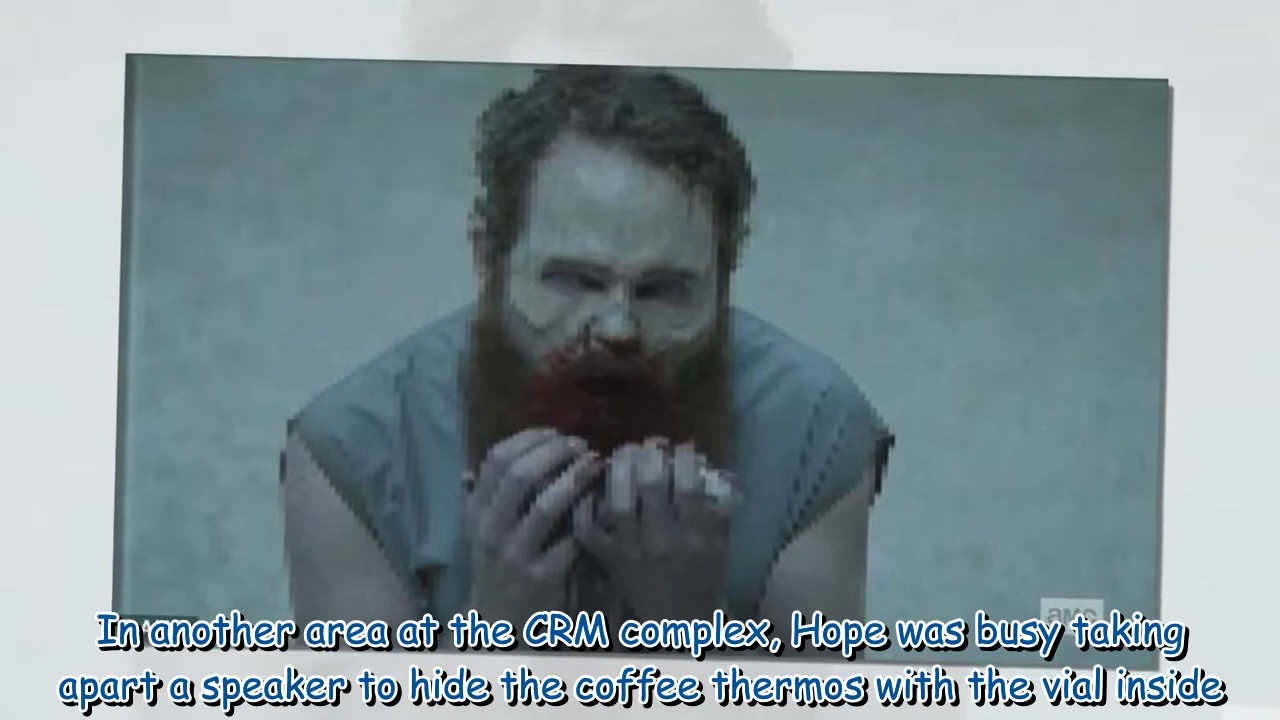 amc
In another area at the CRM complex, Hope was busy taking
apart a speaker to hide the coffee thermos with the vial inside